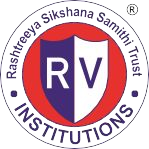 Rashtreeya Sikshana Samithi Trust
®
RV
• INSTITUTIONS •